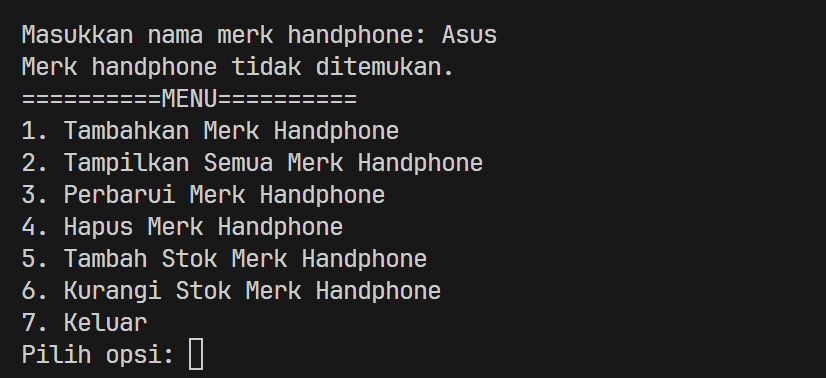 Masukkan nama merk handphone: Asus
Merk handphone tidak ditemukan.
==========MENU==========
1. Tambahkan Merk Handphone
2. Tampilkan Semua Merk Handphone
3. Perbarui Merk Handphone
4. Hapus Merk Handphone
5. Tambah Stok Merk Handphone
6. Kurangi Stok Merk Handphone
7. Keluar
Pilih opsi: